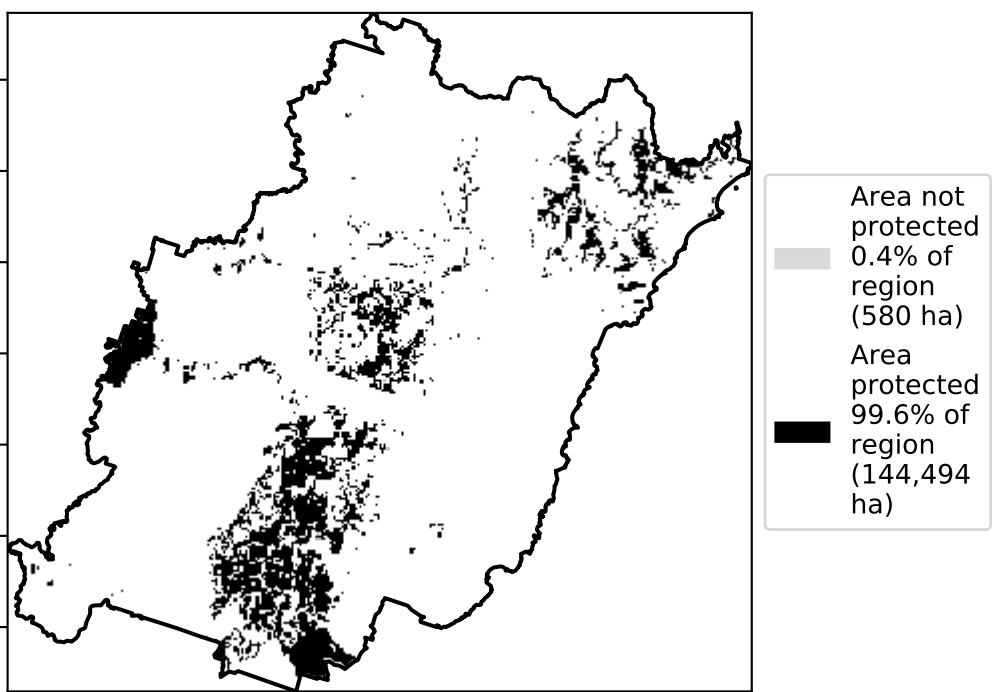 Area not
protected
0.4% of
region
(580 ha)
Area
protected
99.6% of
region
(144,494
ha)